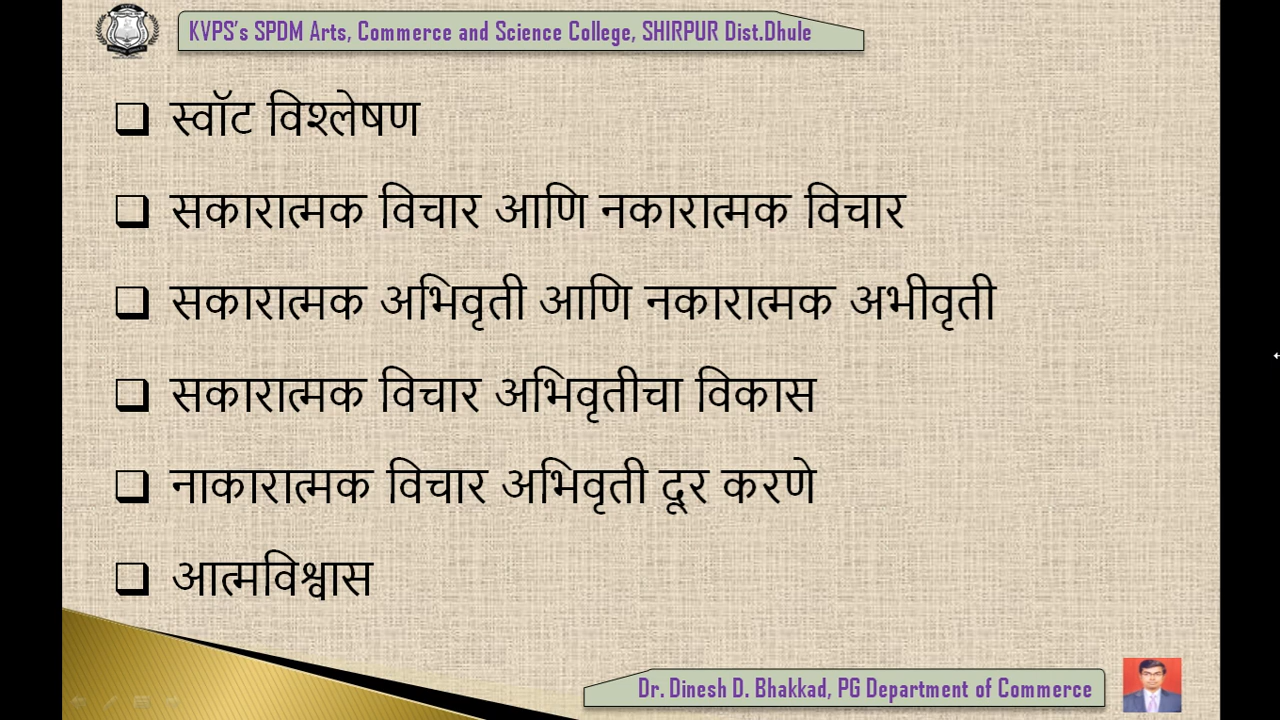 KVPS's SPDM Arts, Commerce and Science College, SHIRPUR Dist.Dhule
स्वॉट विश्लेषण
सकारात्मक विचार आणि नकारात्मक विचार
सकारात्मक अभिवृती आणि नकारात्मक अभीवृती
सकारात्मक विचार अभिवृतीचा विकास
नाकारात्मक विचार अभिवृती दूर करणे
आत्मविश्वास
Dr. Dinesh D. Bhakkad, PG Department of Commerce